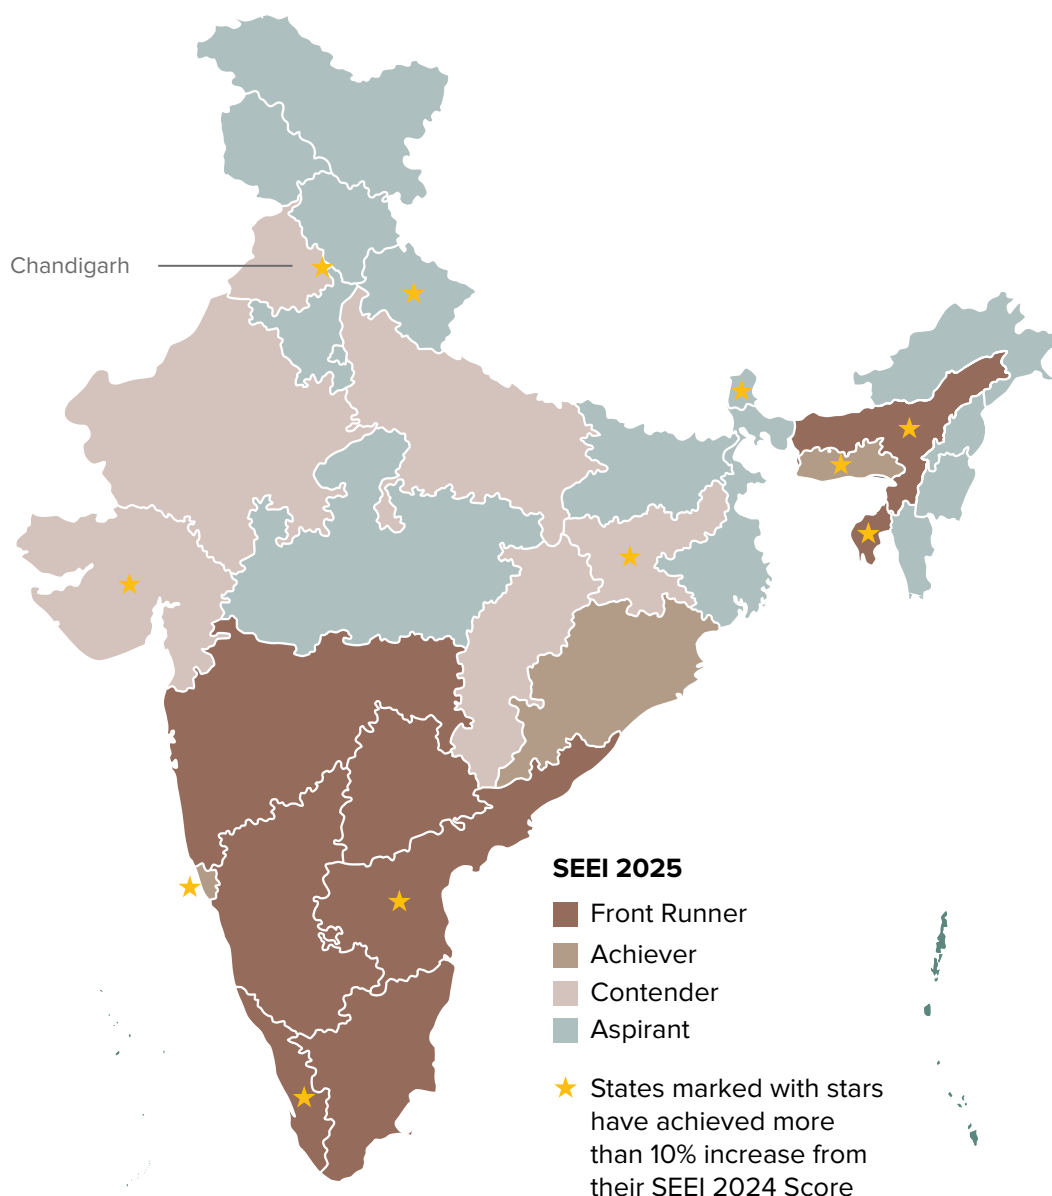 Chandigarh
SEEI 2025
Front Runner
Achiever
Contender
Aspirant
States marked with stars
have achieved more
than 10% increase from
their SEEI 2024 Score